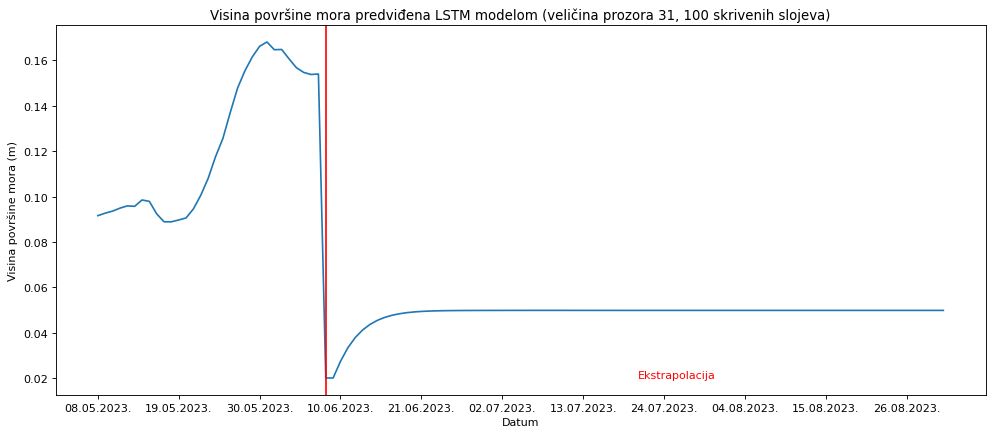 Visina površine mora predviđena LSTM modelom (veličina prozora 31, 100 skrivenih slojeva)
Visina površine mora (m)
0.16
0.14
0.12
0.10
0.08
0.06
0.04
0.02
Ekstrapolacija
08.05.2023. 19.05.2023. 30.05.2023. 10.06.2023. 21.06.2023. 02.07.2023. 13.07.2023. 24.07.2023. 04.08.2023. 15.08.2023. 26.08.2023.
Datum